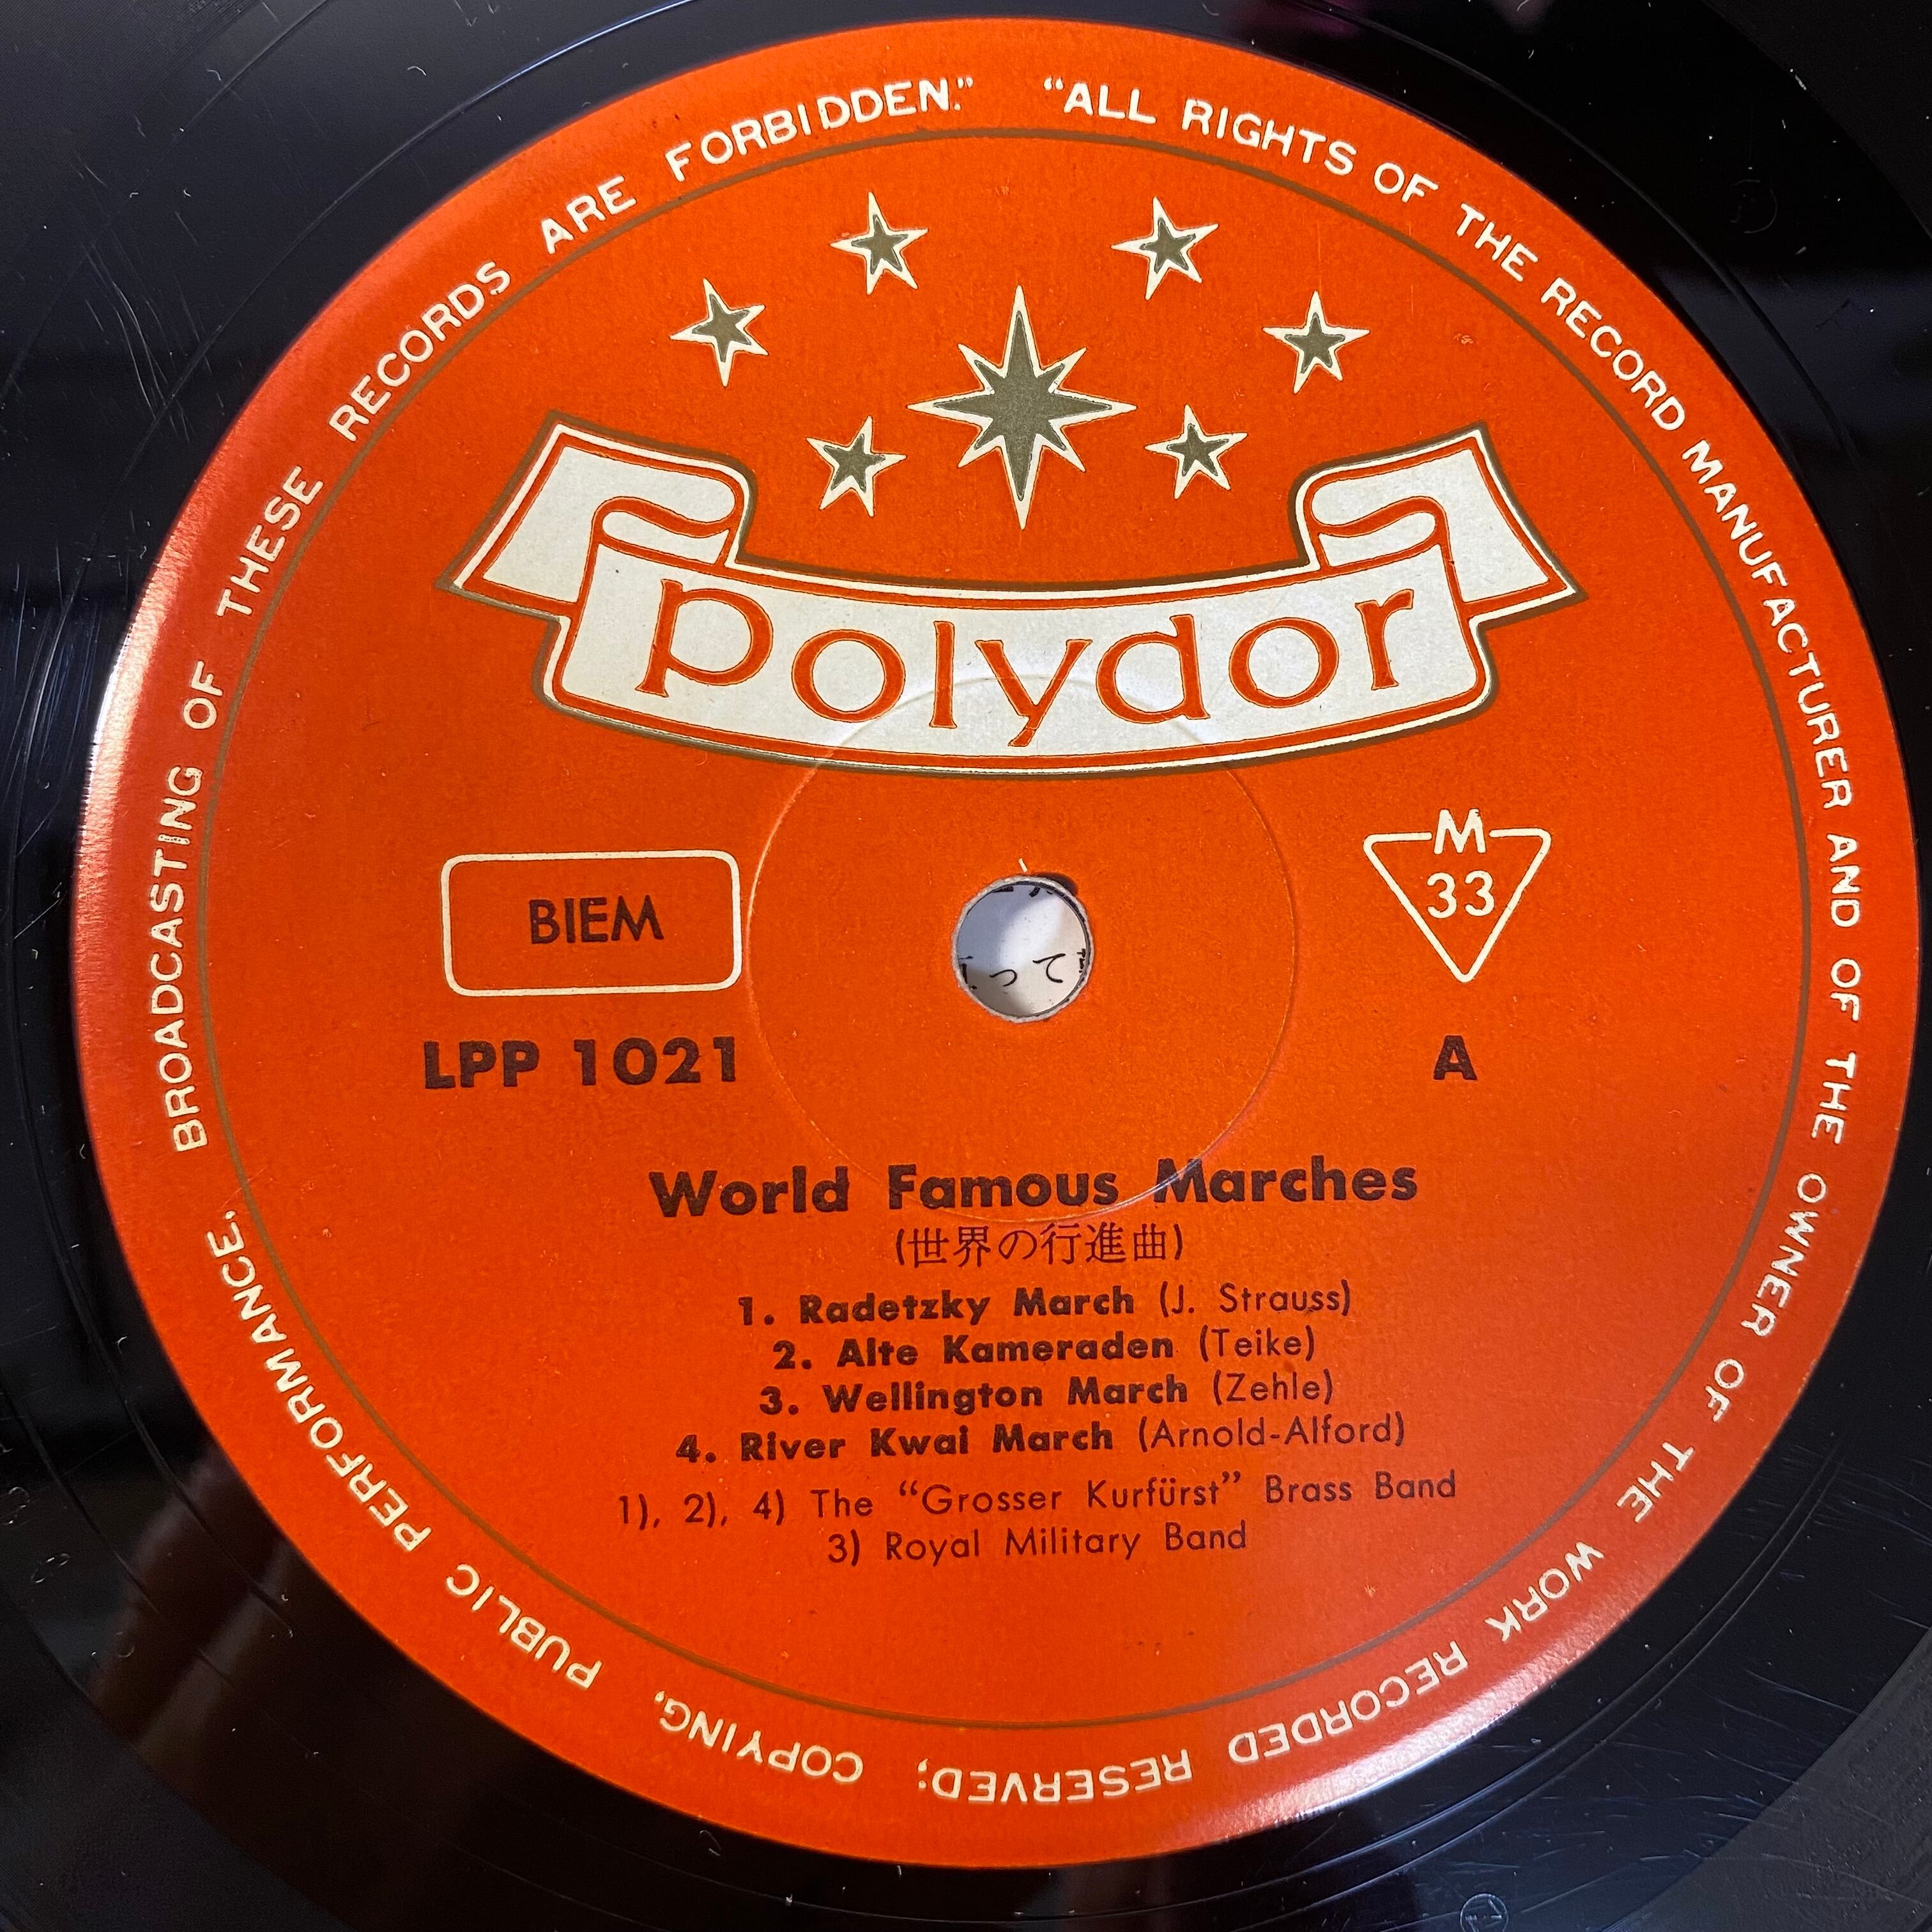 "ALL RIGHTS OF THE RECORD MANUFACTURER AND OF THE OWNER OF THE WORK RECORDED RESERVED; COPYING, PUBLIC PERFORMANCE, BROADCASTING OF THESE RECORDS ARE FORBIDDEN."
polydor
BIEM
M
33
LPP 1021
A
World Famous Marches
(世界の行進曲)
1. Radetzky March (J. Strauss)
2. Alte Kameraden (Teike)
3. Wellington March (Zehle)
4. River Kwai March (Arnold-Alford)
1), 2), 4) The “Grosser Kurfürst” Brass Band
3) Royal Military Band